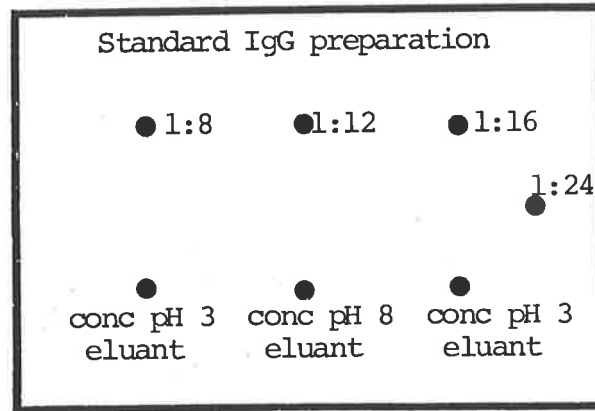 Standard IgG preparation
1:8 1:12 1:16
1:24
conc pH 3 conc pH 8 conc pH 3
eluant eluant eluant